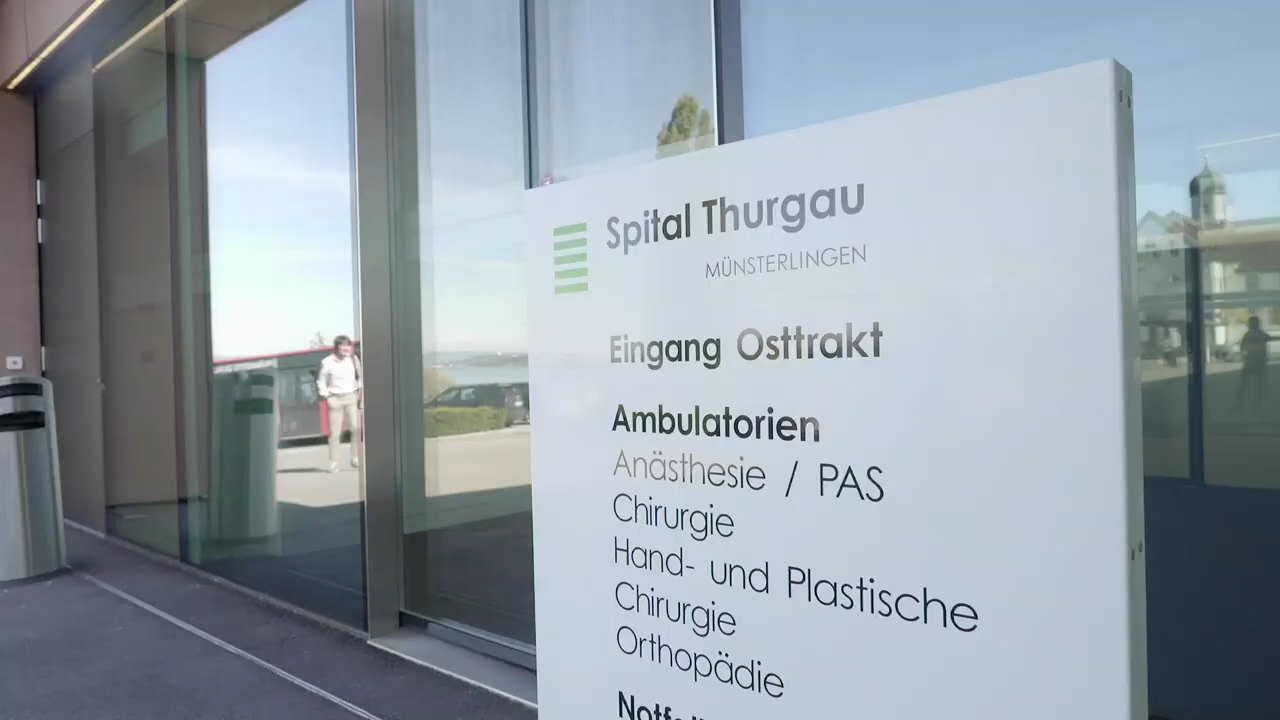 Spital Thurgau
MÜNSTERLINGEN
Eingang Osttrakt
Ambulatorien
Anästhesie / PAS
Chirurgie
Hand- und Plastische
Chirurgie
Orthopädie